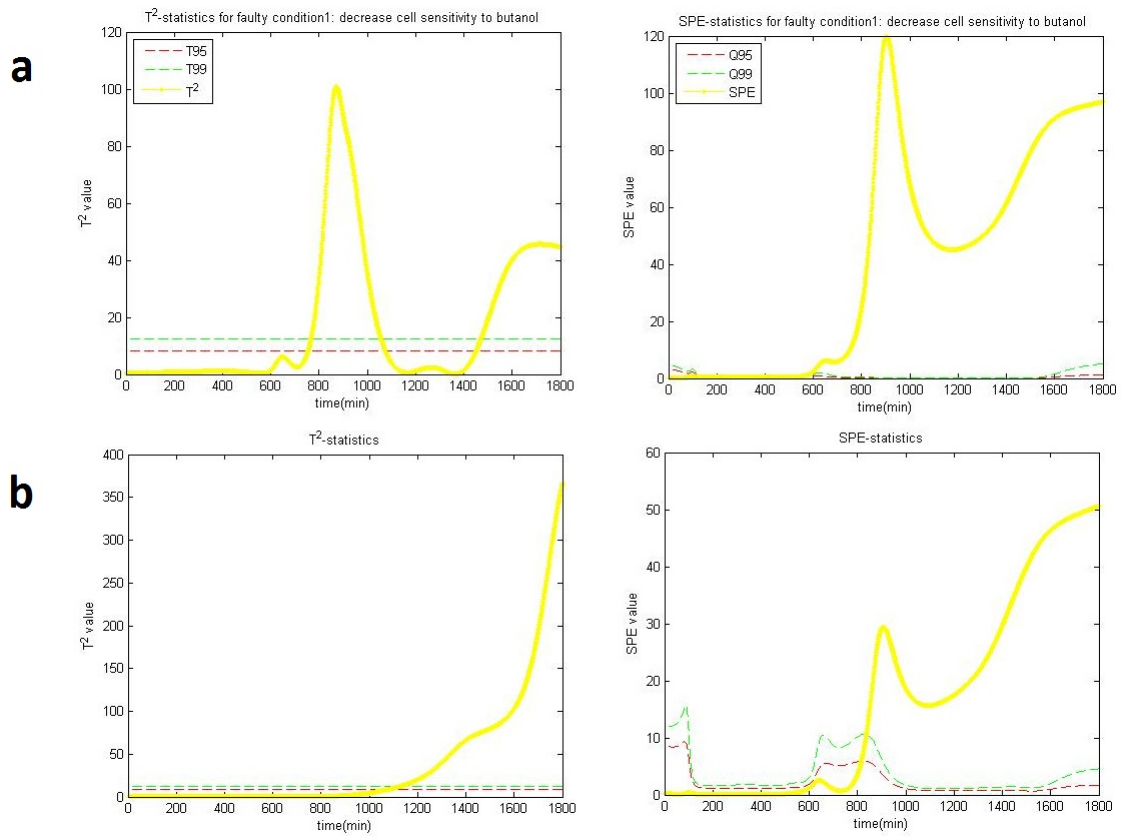 a
T²-statistics for faulty condition1: decrease cell sensitivity to butanol
T95
T99
T²
T² value
120
100
80
60
40
20
0
0 200 400 600 800 1000 1200 1400 1600 1800
time(min)
SPE-statistics for faulty condition1: decrease cell sensitivity to butanol
Q95
Q99
SPE
SPE value
120
100
80
60
40
20
0
0 200 400 600 800 1000 1200 1400 1600 1800
time(min)
b
T²-statistics
T² value
400
350
300
250
200
150
100
50
0
0 200 400 600 800 1000 1200 1400 1600 1800
time(min)
SPE-statistics
SPE value
60
50
40
30
20
10
0
0 200 400 600 800 1000 1200 1400 1600 1800
time(min)